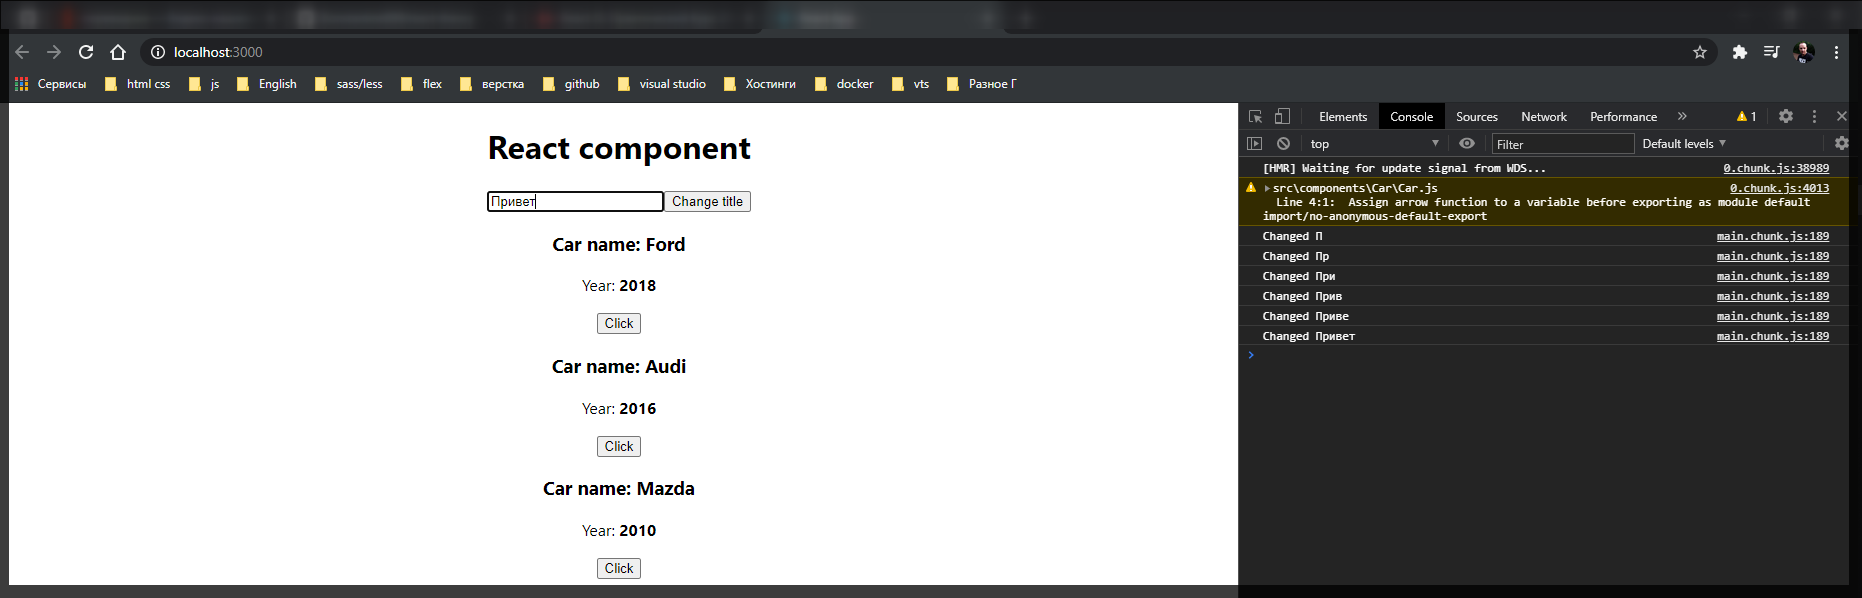 localhost:3000
Сервисы html css js English sass/less flex верстка github visual studio Хостинги docker vts Разное Г
React component
Привет Change title
Car name: Ford
Year: 2018
Click
Car name: Audi
Year: 2016
Click
Car name: Mazda
Year: 2010
Click
Elements Console Sources Network Performance » 1
top Filter Default levels
[HMR] Waiting for update signal from WDS... 0.chunk.js:38989
src\components\Car\Car.js 0.chunk.js:4013
Line 4:1: Assign arrow function to a variable before exporting as module default
import/no-anonymous-default-export
Changed П main.chunk.js:189
Changed Пр main.chunk.js:189
Changed При main.chunk.js:189
Changed Прив main.chunk.js:189
Changed Приве main.chunk.js:189
Changed Привет main.chunk.js:189